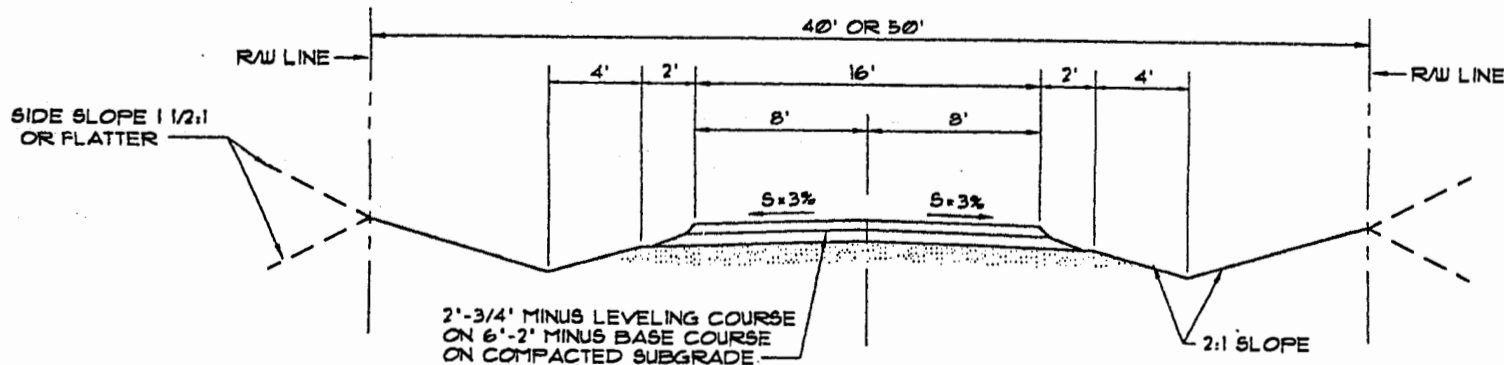 40' OR 50'
R/W LINE
R/W LINE
4'
2'
16'
2'
4'
8'
8'
SIDE SLOPE 1 1/2:1
OR FLATTER
S=3%
S=3%
2'-3/4' MINUS LEVELING COURSE
ON 6'-2' MINUS BASE COURSE
ON COMPACTED SUBGRADE
2:1 SLOPE